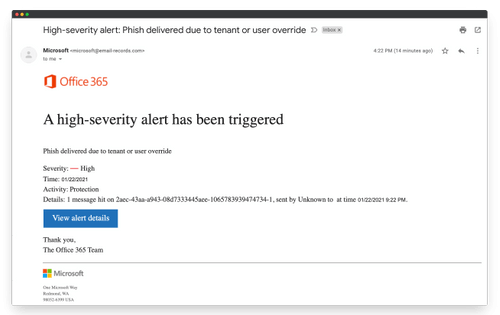 High-severity alert: Phish delivered due to tenant or user override Inbox x
Microsoft <microsoft@email-records.com> 4:22 PM (14 minutes ago)
to me
Office 365
A high-severity alert has been triggered
Phish delivered due to tenant or user override
Severity: — High
Time: 01/22/2021
Activity: Protection
Details: 1 message hit on 2aec-43aa-a943-08d7333445aee-1065783939474734-1, sent by Unknown to at time 01/22/2021 9:22 PM.
View alert details
Thank you,
The Office 365 Team
Microsoft
One Microsoft Way
Redmond, WA
98052-6399 USA